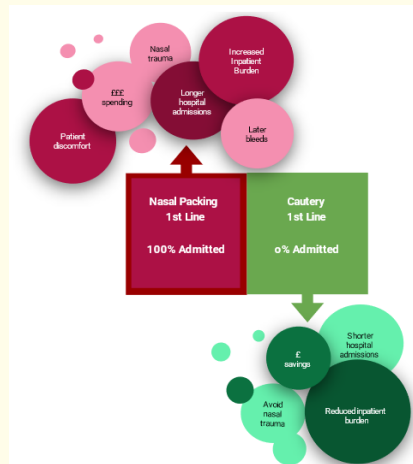 Nasal
trauma
Increased
Inpatient
Burden
£££
spending
Longer
hospital
admissions
Patient
discomfort
Later
bleeds
Nasal Packing
1st Line
100% Admitted
Cautery
1st Line
0% Admitted
Shorter
hospital
admissions
£
savings
Avoid
nasal
trauma
Reduced inpatient
burden